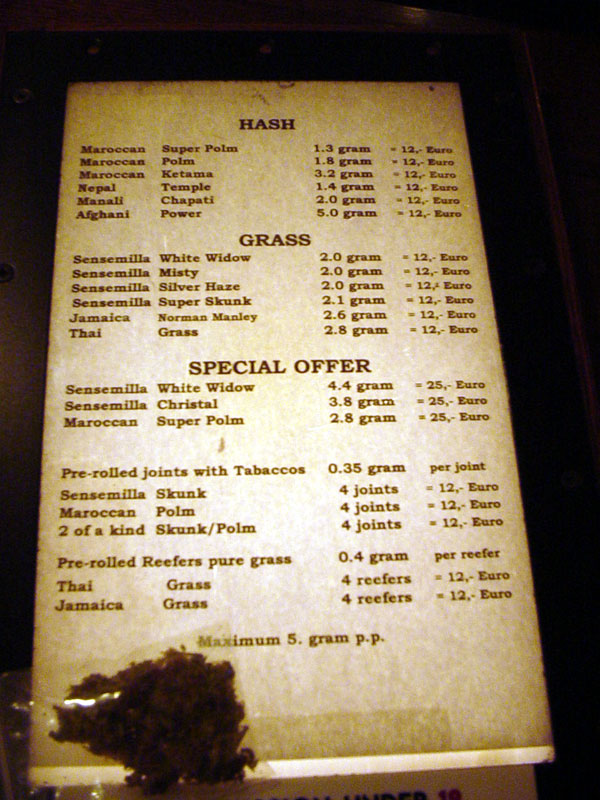 HASH
Maroccan Super Polm 1.3 gram = 12,- Euro
Maroccan Polm 1.8 gram = 12,- Euro
Maroccan Ketama 3.2 gram = 12,- Euro
Nepal Temple 1.4 gram = 12,- Euro
Manali Chapati 2.0 gram = 12,- Euro
Afghani Power 5.0 gram = 12,- Euro
GRASS
Sensemilla White Widow 2.0 gram = 12,- Euro
Sensemilla Misty 2.0 gram = 12,- Euro
Sensemilla Silver Haze 2.0 gram = 12,- Euro
Sensemilla Super Skunk 2.1 gram = 12,- Euro
Jamaica Norman Manley 2.6 gram = 12,- Euro
Thai Grass 2.8 gram = 12,- Euro
SPECIAL OFFER
Sensemilla White Widow 4.4 gram = 25,- Euro
Sensemilla Christal 3.8 gram = 25,- Euro
Maroccan Super Polm 2.8 gram = 25,- Euro
Pre-rolled joints with Tabaccos 0.35 gram per joint
Sensemilla Skunk 4 joints = 12,- Euro
Maroccan Polm 4 joints = 12,- Euro
2 of a kind Skunk/Polm 4 joints = 12,- Euro
Pre-rolled Reefers pure grass 0.4 gram per reefer
Thai Grass 4 reefers = 12,- Euro
Jamaica Grass 4 reefers = 12,- Euro
Maximum 5. gram p.p.
UNDER